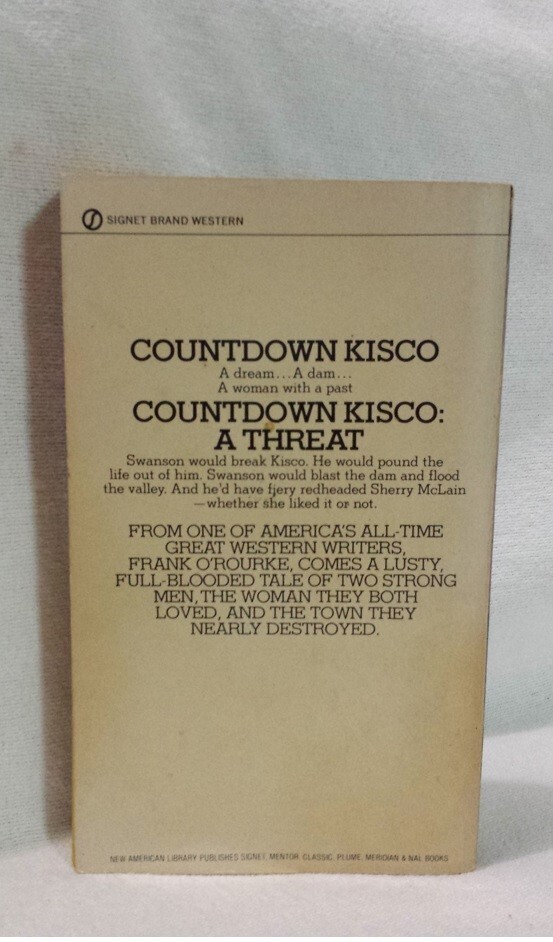 SIGNET BRAND WESTERN
COUNTDOWN KISCO
A dream...A dam...
A woman with a past
COUNTDOWN KISCO:
A THREAT
Swanson would break Kisco. He would pound the
life out of him. Swanson would blast the dam and flood
the valley. And he'd have fiery redheaded Sherry McLain
—whether she liked it or not.
FROM ONE OF AMERICA'S ALL-TIME
GREAT WESTERN WRITERS,
FRANK O'ROURKE, COMES A LUSTY,
FULL-BLOODED TALE OF TWO STRONG
MEN, THE WOMAN THEY BOTH
LOVED, AND THE TOWN THEY
NEARLY DESTROYED.
NEW AMERICAN LIBRARY PUBLISHES SIGNET, MENTOR, CLASSIC, PLUME, MERIDIAN & NAL BOOKS